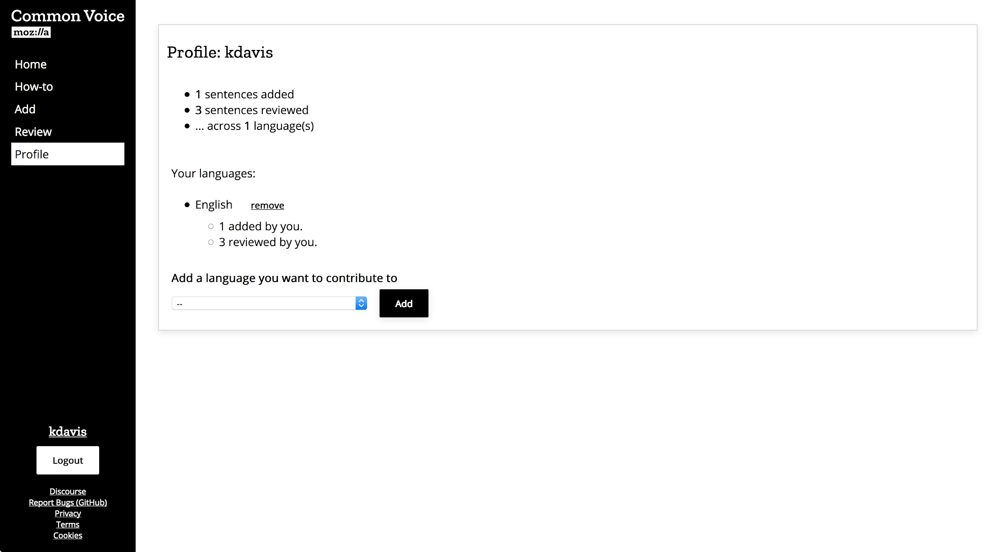 Common Voice
moz://a
Home
How-to
Add
Review
Profile
kdavis
Logout
Discourse
Report Bugs (GitHub)
Privacy
Terms
Cookies
Profile: kdavis
1 sentences added
3 sentences reviewed
... across 1 language(s)
Your languages:
English remove
1 added by you.
3 reviewed by you.
Add a language you want to contribute to
-- Add